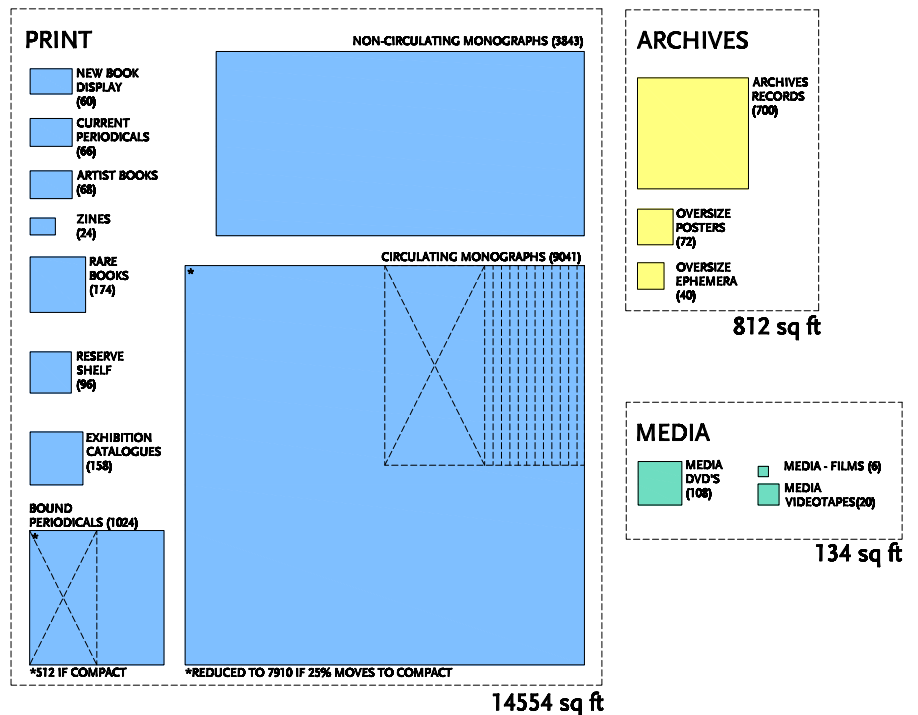 PRINT
NEW BOOK
DISPLAY
(60)
CURRENT
PERIODICALS
(66)
ARTIST BOOKS
(68)
ZINES
(24)
RARE
BOOKS
(174)
RESERVE
SHELF
(96)
EXHIBITION
CATALOGUES
(158)
BOUND
PERIODICALS (1024)
*
*512 IF COMPACT
NON-CIRCULATING MONOGRAPHS (3843)
CIRCULATING MONOGRAPHS (9041)
*
*REDUCED TO 7910 IF 25% MOVES TO COMPACT
14554 sq ft
ARCHIVES
ARCHIVES
RECORDS
(700)
OVERSIZE
POSTERS
(72)
OVERSIZE
EPHEMERA
(40)
812 sq ft
MEDIA
MEDIA
DVD'S
(108)
MEDIA - FILMS (6)
MEDIA
VIDEOTAPES(20)
134 sq ft